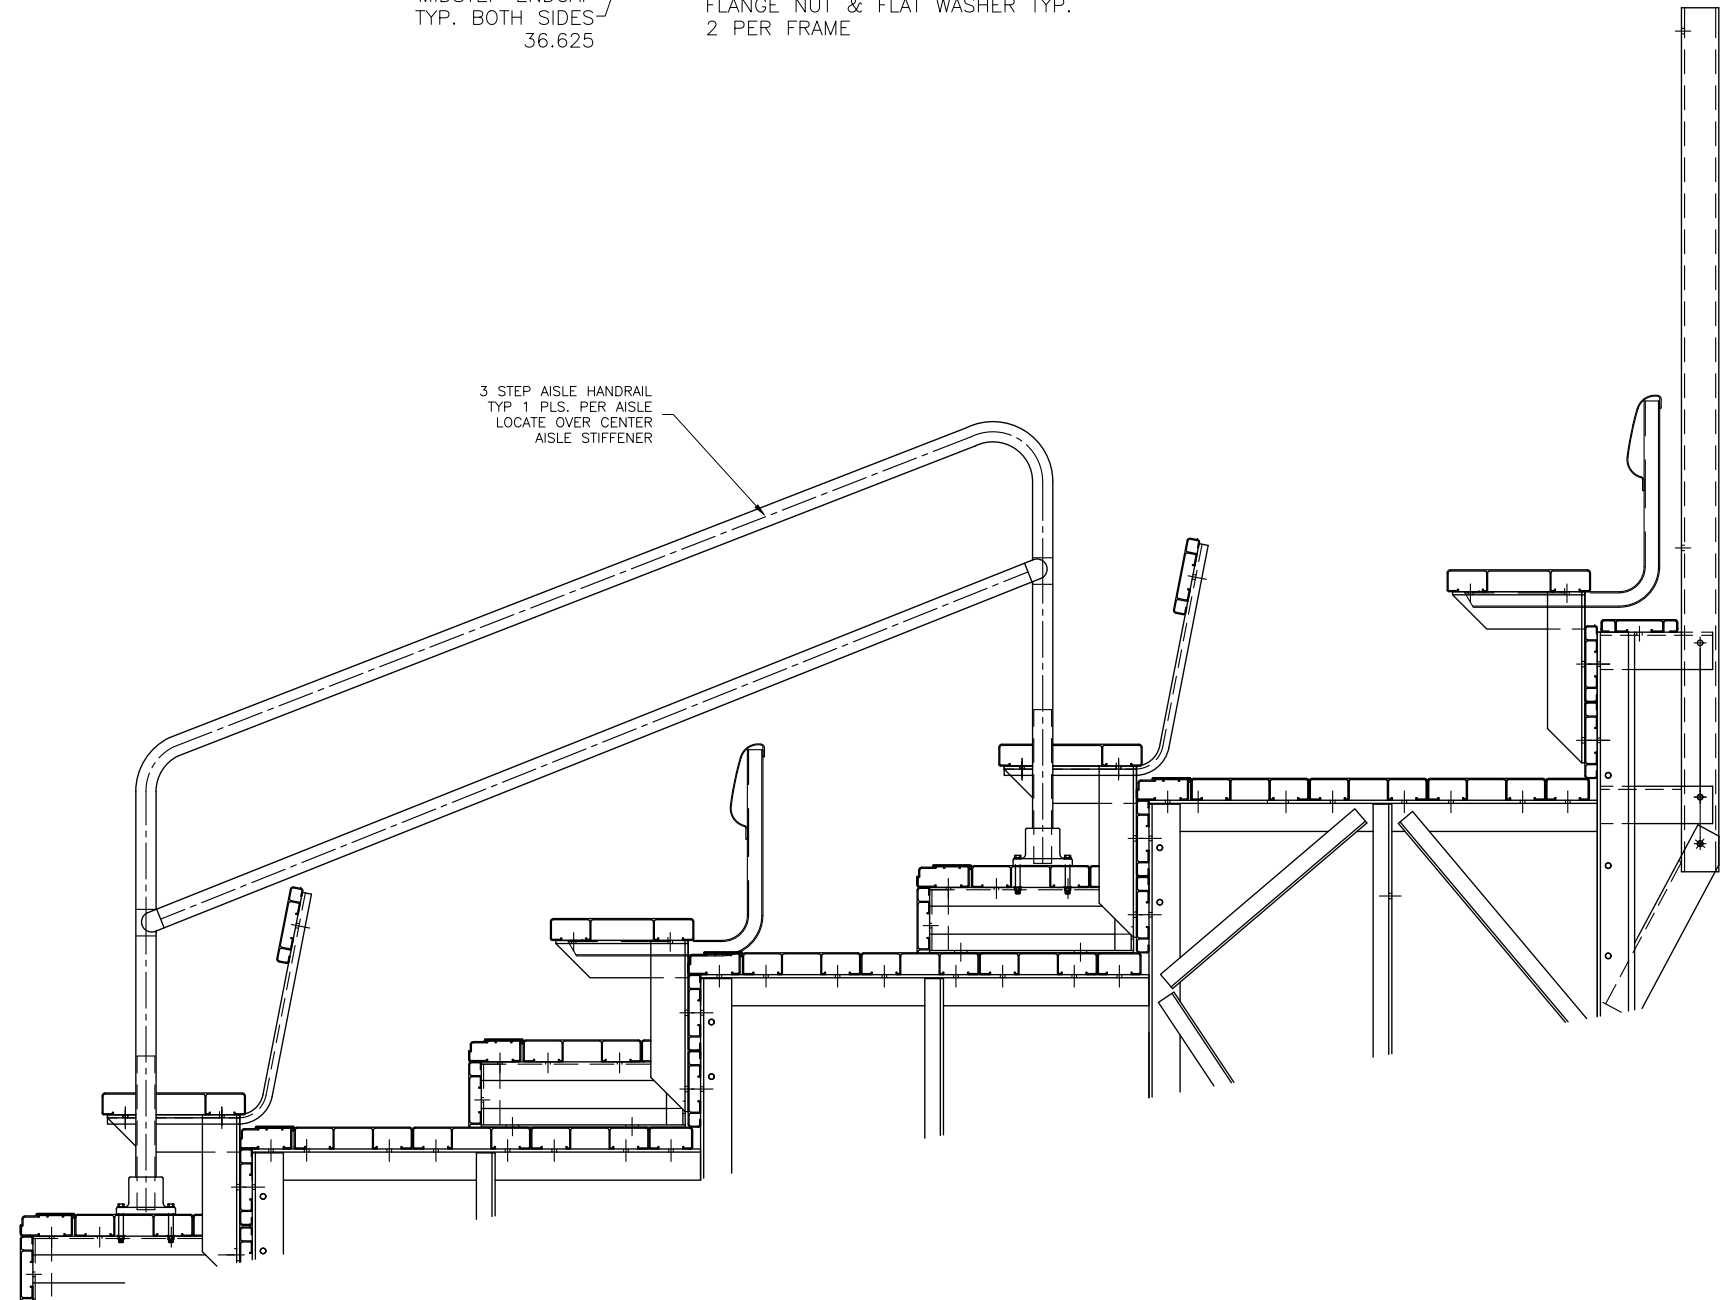 TYP. BOTH SIDES
36.625
FLANGE NUT & FLAT WASHER TYP.
2 PER FRAME
3 STEP AISLE HANDRAIL
TYP 1 PLS. PER AISLE
LOCATE OVER CENTER
AISLE STIFFENER